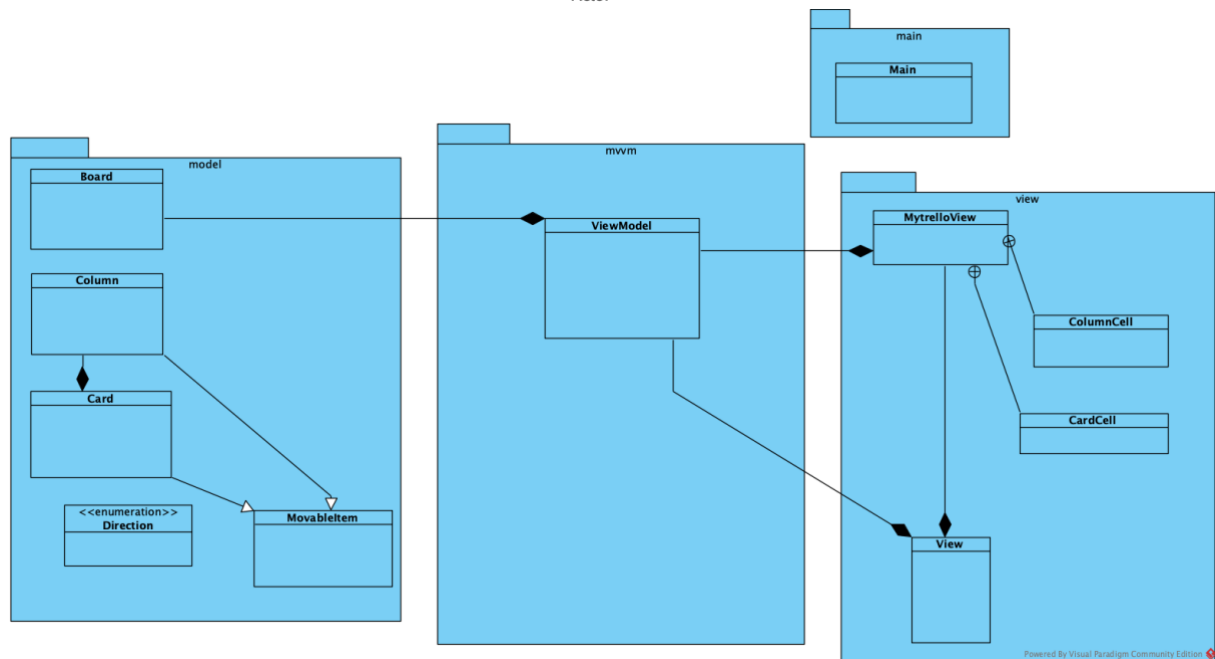 main
Main
model
Board
Column
Card
<<enumeration>>
Direction
MovableItem
mvvm
ViewModel
view
MytrelloView
ColumnCell
CardCell
View
Powered By Visual Paradigm Community Edition